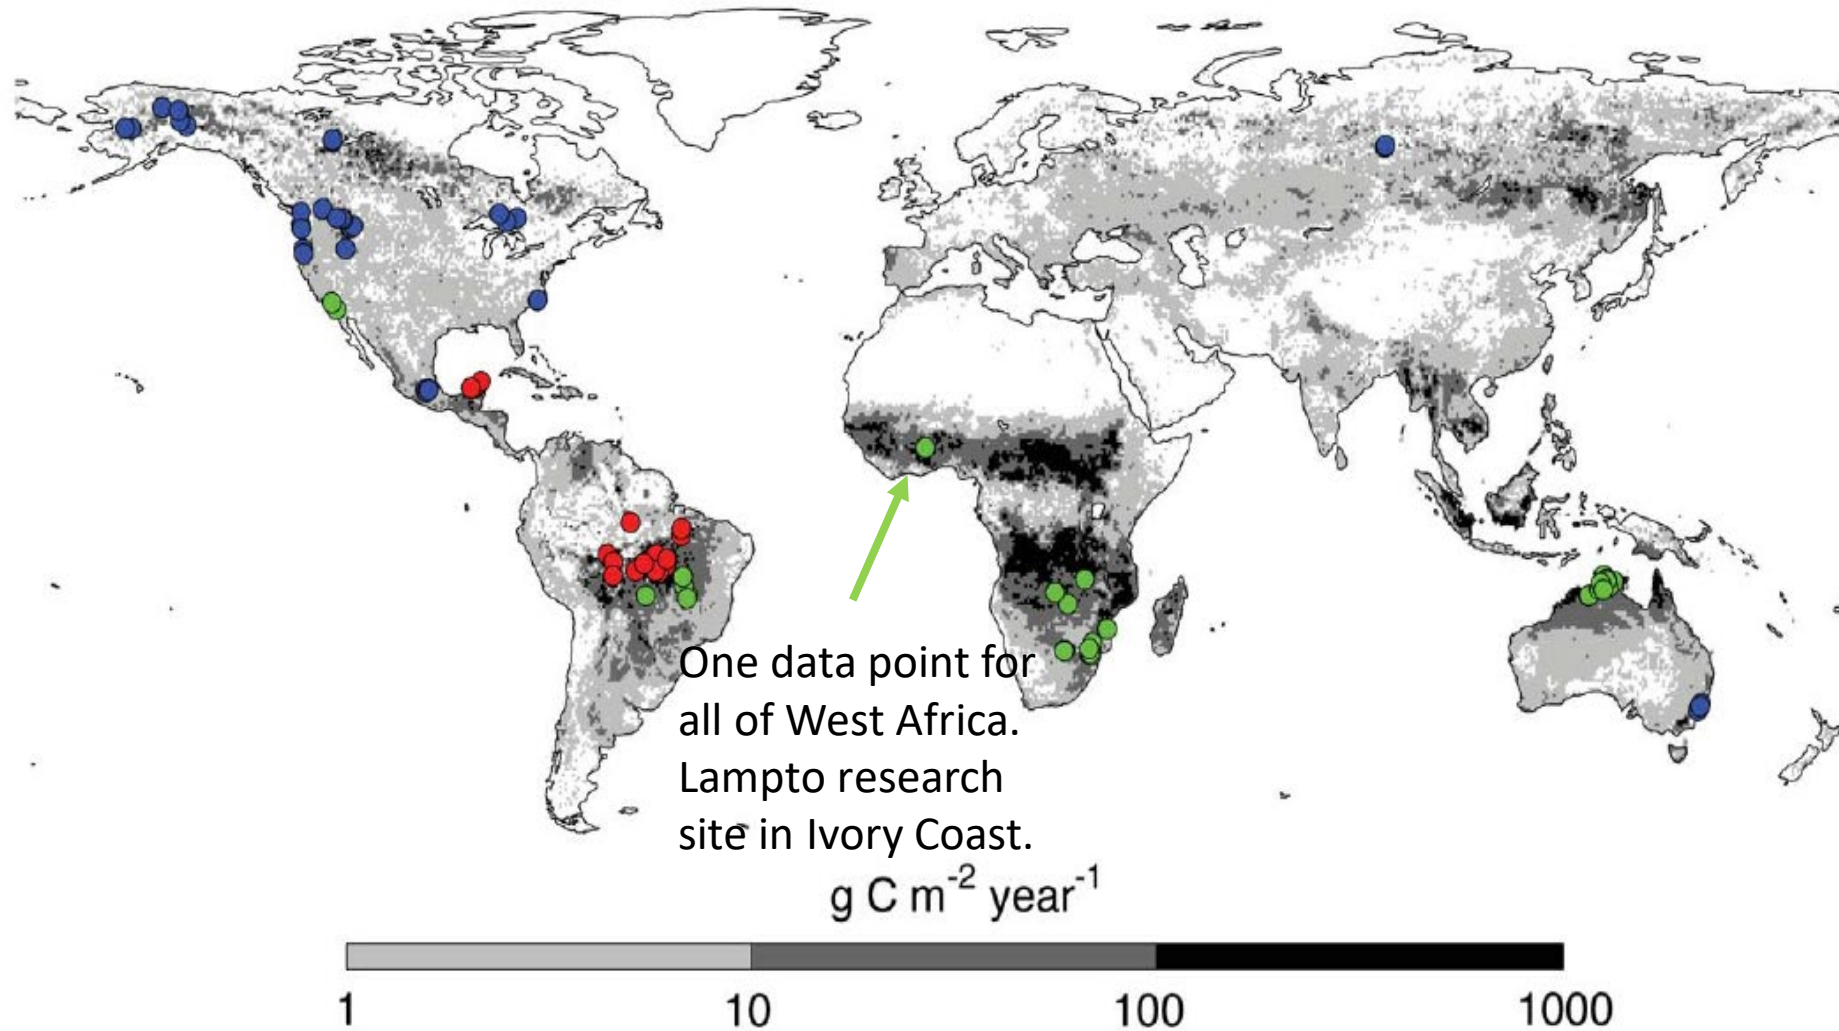 One data point for
all of West Africa.
Lampto research
site in Ivory Coast.
g C m⁻² year⁻¹
1 10 100 1000